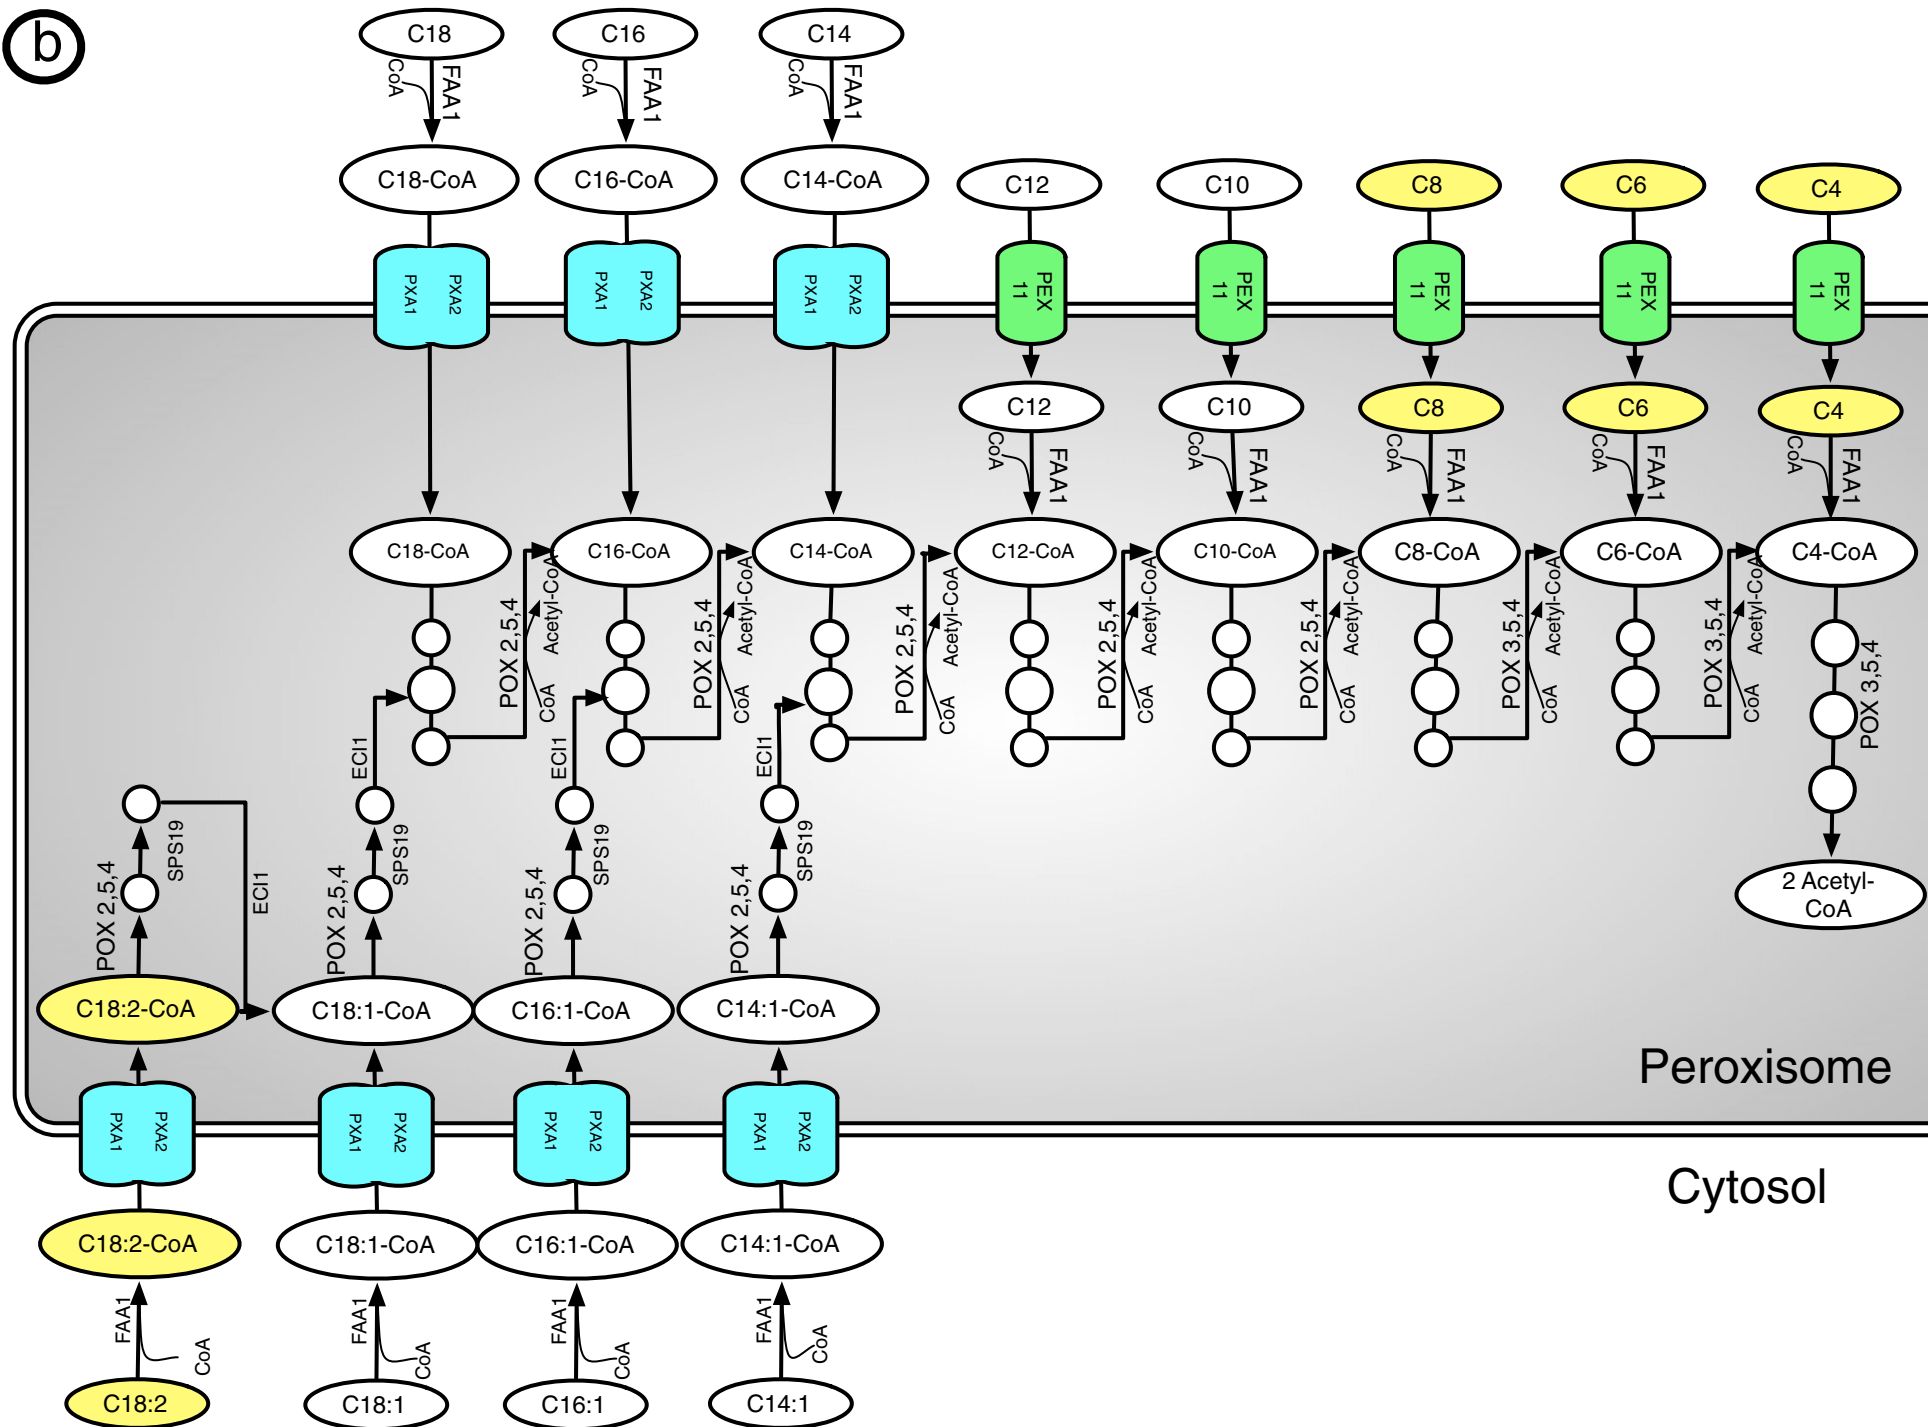 b
C18 C16 C14
CoA FAA1 CoA FAA1 CoA FAA1
C18-CoA C16-CoA C14-CoA C12 C10 C8 C6 C4
PXA1 PXA2 PXA1 PXA2 PXA1 PXA2 PEX 11 PEX 11 PEX 11 PEX 11 PEX 11
C12 C10 C8 C6 C4
CoA FAA1 CoA FAA1 CoA FAA1 CoA FAA1 CoA FAA1
C18-CoA C16-CoA C14-CoA C12-CoA C10-CoA C8-CoA C6-CoA C4-CoA
POX 2,5,4 CoA Acetyl-CoA POX 2,5,4 CoA Acetyl-CoA POX 2,5,4 CoA Acetyl-CoA POX 2,5,4 CoA Acetyl-CoA POX 2,5,4 CoA Acetyl-CoA POX 3,5,4 CoA Acetyl-CoA POX 3,5,4 CoA Acetyl-CoA POX 3,5,4
ECI1 ECI1 ECI1
POX 2,5,4 SPS19 ECI1 POX 2,5,4 SPS19 POX 2,5,4 SPS19 POX 2,5,4 SPS19
2 Acetyl-
CoA
C18:2-CoA C18:1-CoA C16:1-CoA C14:1-CoA
Peroxisome
PXA1 PXA2 PXA1 PXA2 PXA1 PXA2 PXA1 PXA2
Cytosol
C18:2-CoA C18:1-CoA C16:1-CoA C14:1-CoA
FAA1 CoA FAA1 CoA FAA1 CoA FAA1 CoA
C18:2 C18:1 C16:1 C14:1